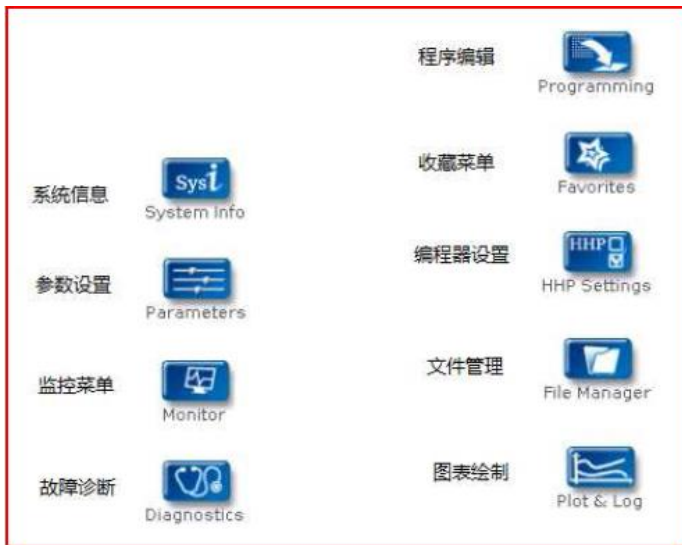 系统信息
Sysi
System Info
参数设置
Parameters
监控菜单
Monitor
故障诊断
Diagnostics
程序编辑
Programming
收藏菜单
Favorites
编程器设置
HHP
HHP Settings
文件管理
File Manager
图表绘制
Plot & Log